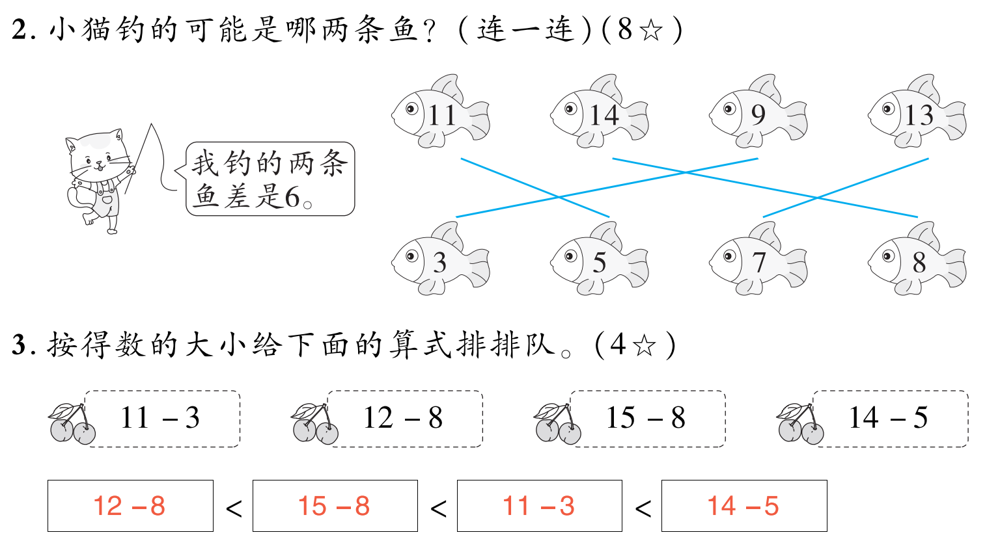 2. 小猫钓的可能是哪两条鱼？(连一连)(8☆)
11 14 9 13
我钓的两条
鱼差是6。
3 5 7 8
3. 按得数的大小给下面的算式排排队。(4☆)
11－3 12－8 15－8 14－5
12－8 < 15－8 < 11－3 < 14－5